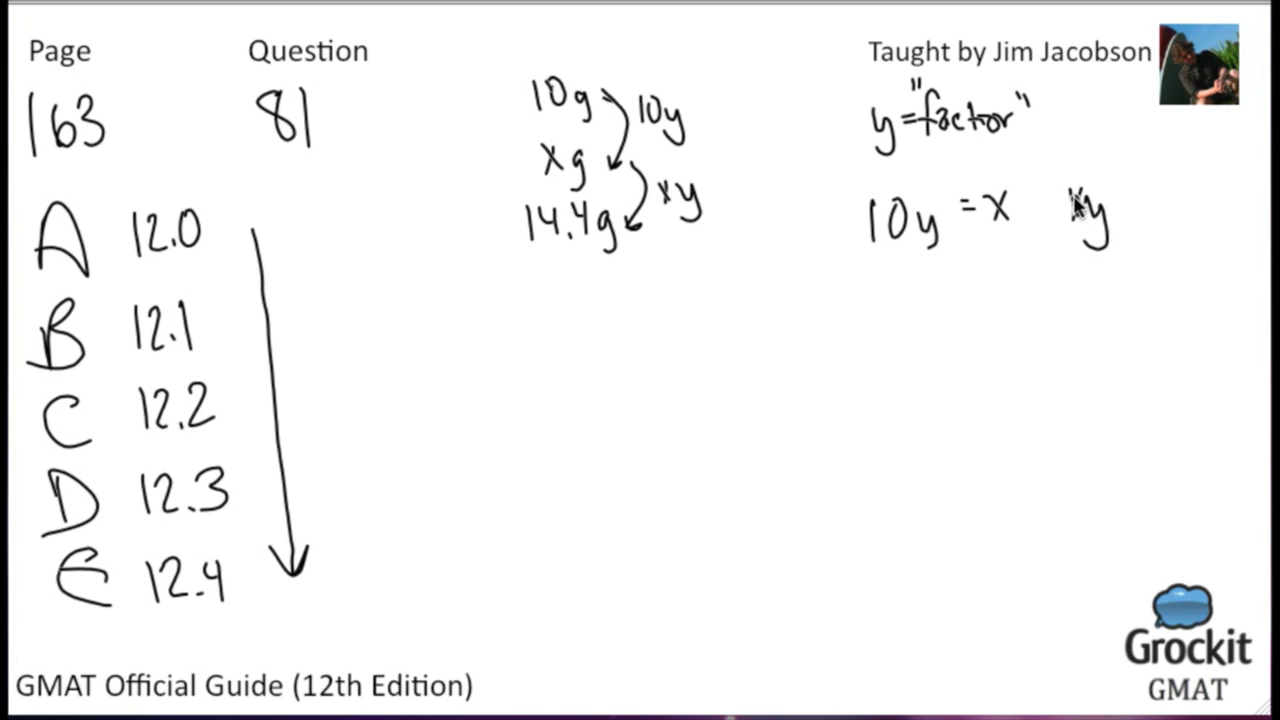 Page Question Taught by Jim Jacobson
163 81
10g 10y y = "factor"
xg xy
14.4g 10y = x xy
A 12.0
B 12.1
C 12.2
D 12.3
E 12.4
Grockit
GMAT
GMAT Official Guide (12th Edition)